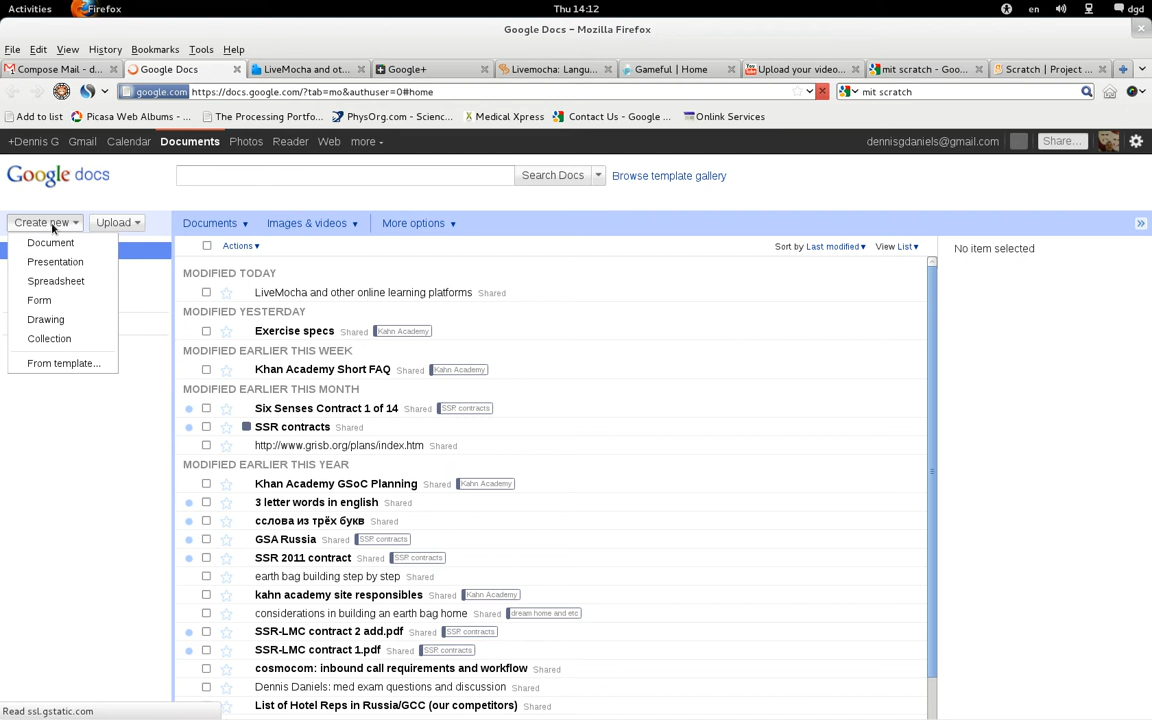 Activities Firefox Thu 14:12 en dgd
Google Docs - Mozilla Firefox
File Edit View History Bookmarks Tools Help
Compose Mail - d... Google Docs LiveMocha and ot... Google+ Livemocha: Langu... Gameful | Home Upload your video... mit scratch - Goo... Scratch | Project ...
google.com https://docs.google.com/?tab=mo&authuser=0#home mit scratch
Add to list Picasa Web Albums - ... The Processing Portfo... PhysOrg.com - Scienc... Medical Xpress Contact Us - Google ... Onlink Services
+Dennis G Gmail Calendar Documents Photos Reader Web more dennisgdaniels@gmail.com Share...
Google docs Search Docs Browse template gallery
Create new Upload Documents Images & videos More options
Actions Sort by Last modified View List No item selected
Document
Presentation
Spreadsheet
Form
Drawing
Collection
From template...
MODIFIED TODAY
LiveMocha and other online learning platforms Shared
MODIFIED YESTERDAY
Exercise specs Shared Kahn Academy
MODIFIED EARLIER THIS WEEK
Khan Academy Short FAQ Shared Kahn Academy
MODIFIED EARLIER THIS MONTH
Six Senses Contract 1 of 14 Shared SSR contracts
SSR contracts Shared
http://www.grisb.org/plans/index.htm Shared
MODIFIED EARLIER THIS YEAR
Khan Academy GSoC Planning Shared Kahn Academy
3 letter words in english Shared
сслова из трёх букв Shared
GSA Russia Shared SSR contracts
SSR 2011 contract Shared SSR contracts
earth bag building step by step Shared
kahn academy site responsibles Shared Kahn Academy
considerations in building an earth bag home Shared dream home and etc
SSR-LMC contract 2 add.pdf Shared SSR contracts
SSR-LMC contract 1.pdf Shared SSR contracts
cosmocom: inbound call requirements and workflow Shared
Dennis Daniels: med exam questions and discussion Shared
List of Hotel Reps in Russia/GCC (our competitors) Shared
Read ssl.gstatic.com